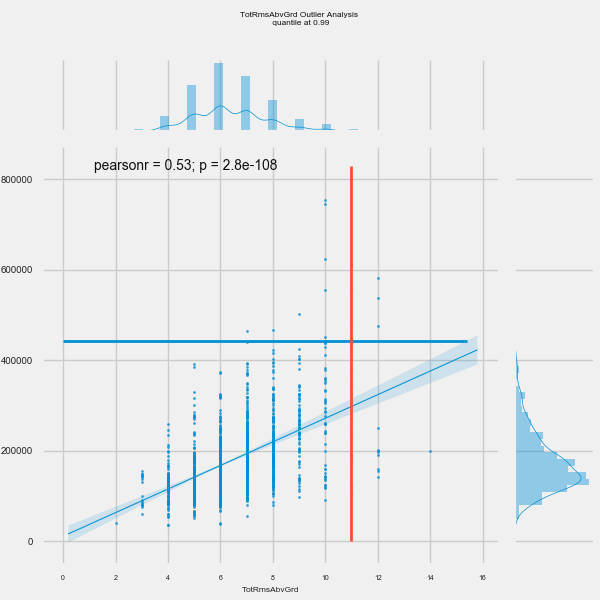 TotRmsAbvGrd Outlier Analysis
quantile at 0.99
pearsonr = 0.53; p = 2.8e-108
800000
600000
400000
200000
0
0 2 4 6 8 10 12 14 16
TotRmsAbvGrd